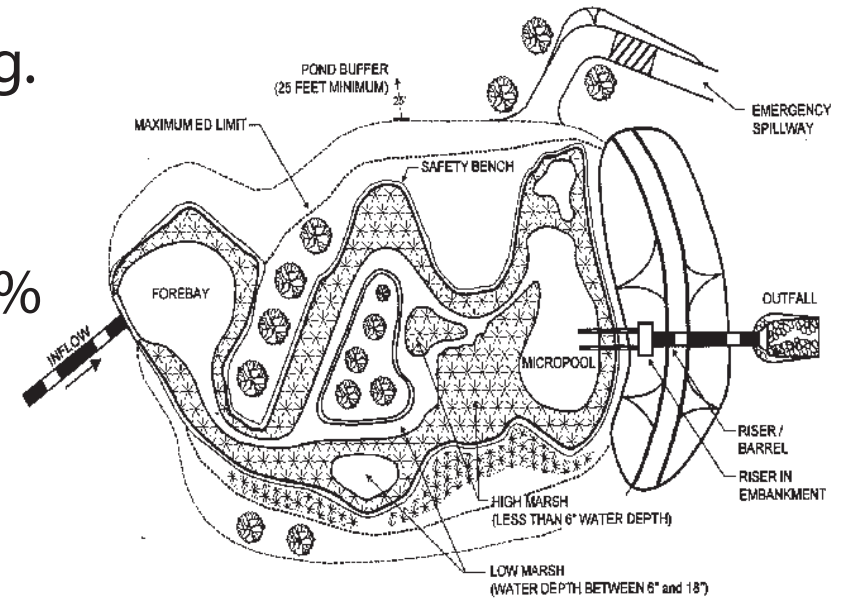 g.
%
POND BUFFER
(25 FEET MINIMUM)
25'
MAXIMUM ED LIMIT
SAFETY BENCH
EMERGENCY
SPILLWAY
FOREBAY
INFLOW
OUTFALL
MICROPOOL
RISER /
BARREL
RISER IN
EMBANKMENT
HIGH MARSH
(LESS THAN 6" WATER DEPTH)
LOW MARSH
(WATER DEPTH BETWEEN 6" and 18")